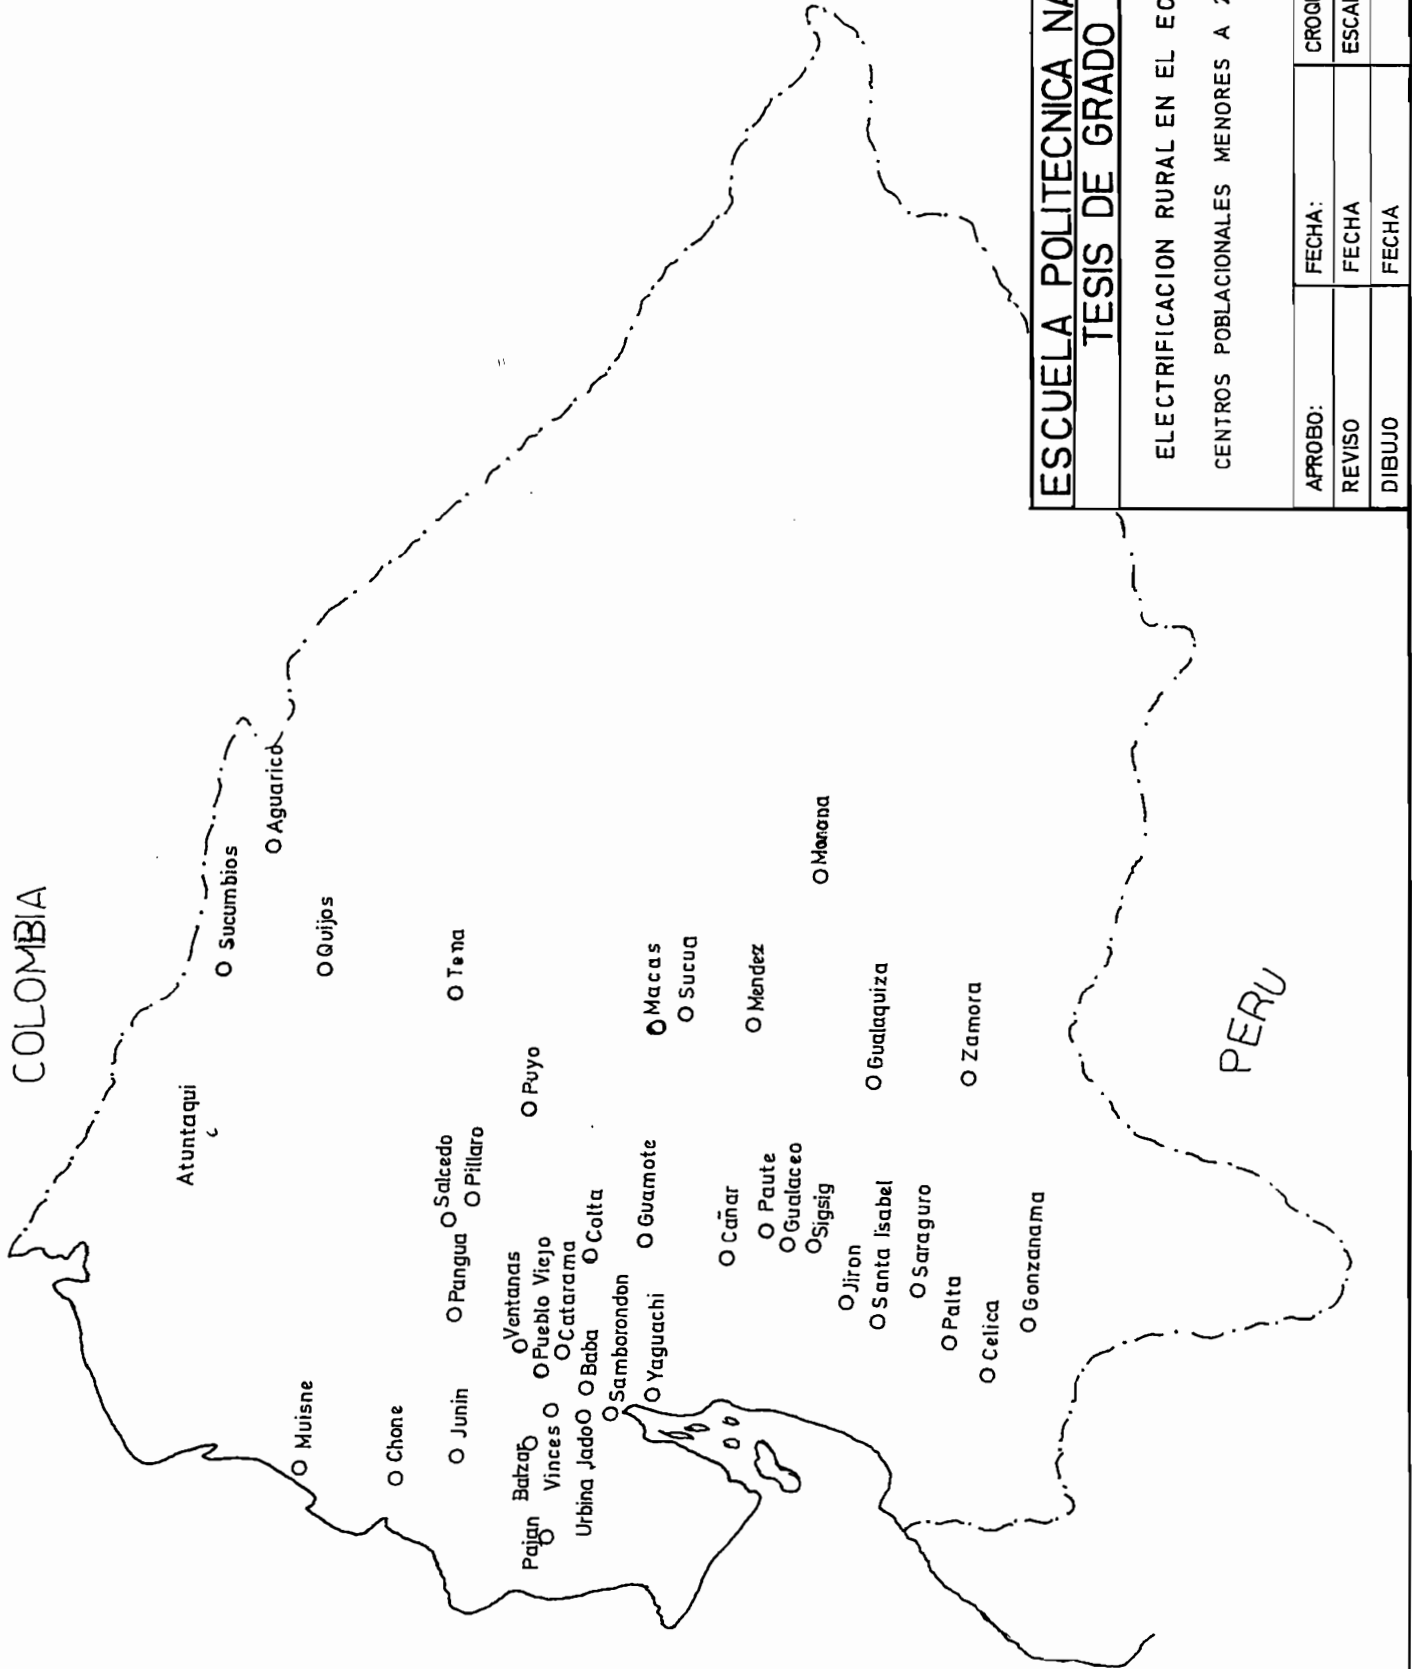 COLOMBIA
Sucumbios
Aguarico
Quijos
Atuntaqui
Tena
Puyo
Salcedo
Pillaro
Pangua
Muisne
Chone
Junin
Ventanas
Pueblo Viejo
Catarama
Colta
Guamote
Baba
Samborondon
Yaguachi
Balzar
Vinces
Urbina Jado
Pajan
Macas
Sucua
Mendez
Gualaquiza
Zamora
Cañar
Paute
Gualaceo
Sigsig
Jiron
Santa Isabel
Saraguro
Palta
Celica
Gonzanama
PERU
ESCUELA POLITECNICA NA
TESIS DE GRADO
ELECTRIFICACION RURAL EN EL EC
CENTROS POBLACIONALES MENORES A 2
APROBO: FECHA: CROQ
REVISO FECHA ESCA
DIBUJO FECHA